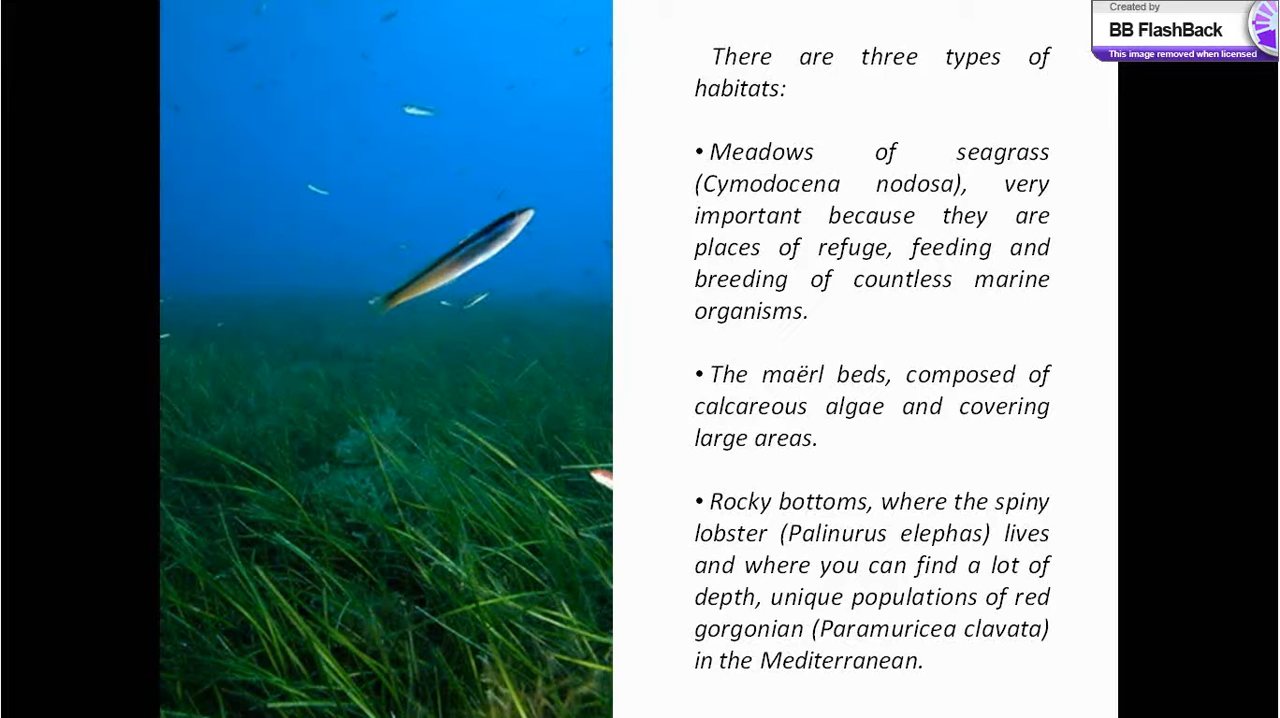 There are three types of
habitats:
• Meadows of seagrass
(Cymodocena nodosa), very
important because they are
places of refuge, feeding and
breeding of countless marine
organisms.
• The maërl beds, composed of
calcareous algae and covering
large areas.
• Rocky bottoms, where the spiny
lobster (Palinurus elephas) lives
and where you can find a lot of
depth, unique populations of red
gorgonian (Paramuricea clavata)
in the Mediterranean.
Created by
BB FlashBack
This image removed when licensed